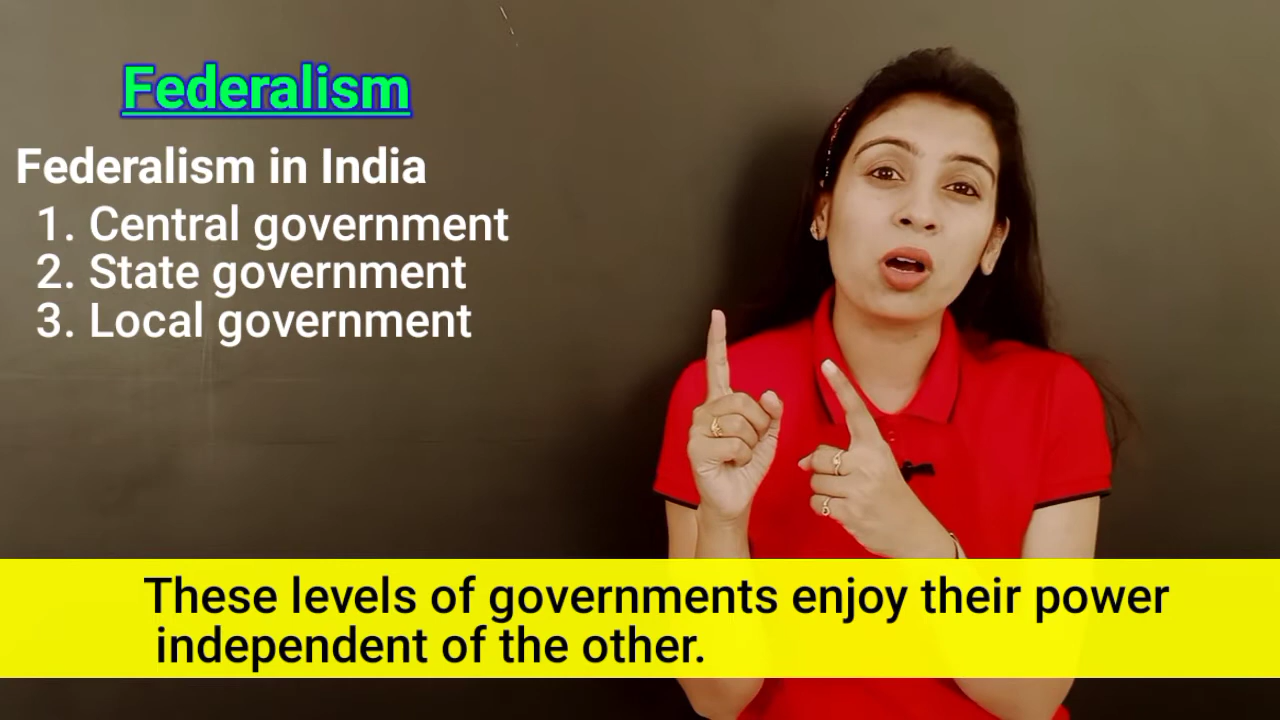 Federalism
Federalism in India
1. Central government
2. State government
3. Local government
These levels of governments enjoy their power
independent of the other.